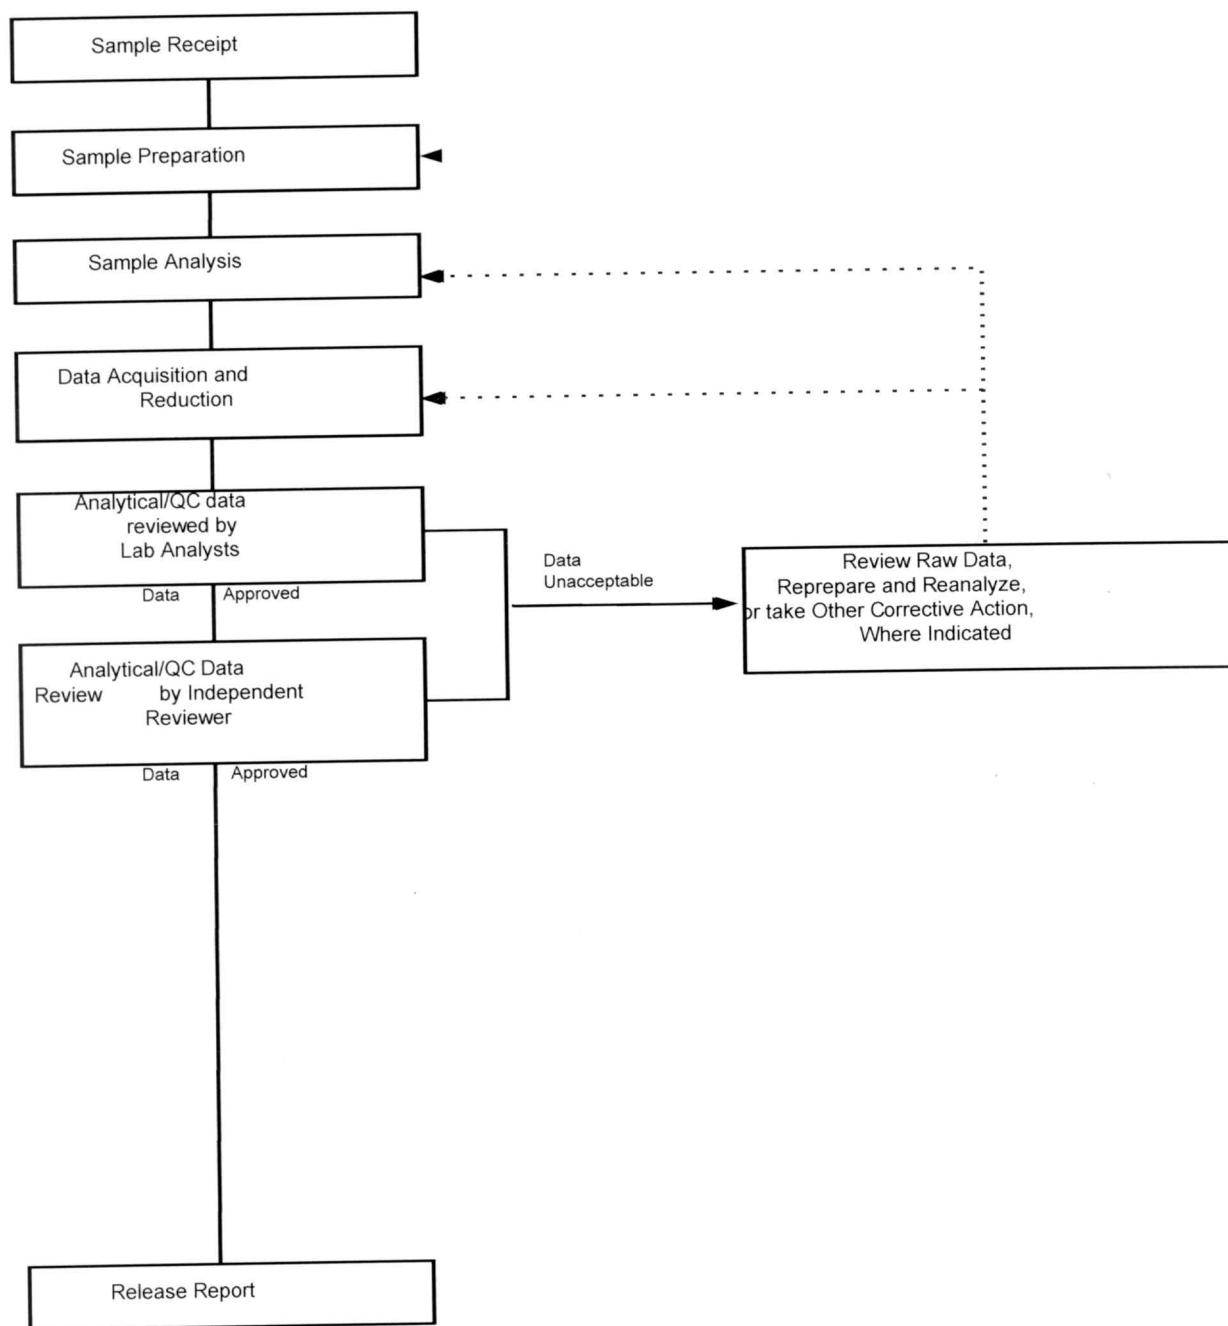 Sample Receipt
Sample Preparation
Sample Analysis
Data Acquisition and
Reduction
Analytical/QC data
reviewed by
Lab Analysts
Data Approved
Data
Unacceptable
Review Raw Data,
Reprepare and Reanalyze,
or take Other Corrective Action,
Where Indicated
Analytical/QC Data
Review by Independent
Reviewer
Data Approved
Release Report